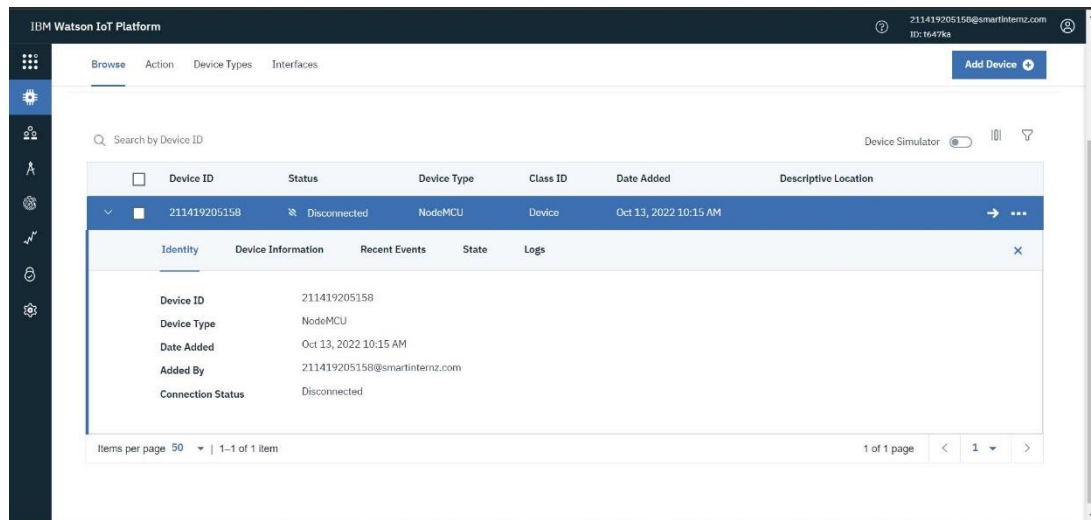 IBM Watson IoT Platform
211419205158@smartinternz.com
ID: t647ka
Browse Action Device Types Interfaces
Add Device
Search by Device ID
Device Simulator
Device ID Status Device Type Class ID Date Added Descriptive Location
211419205158 Disconnected NodeMCU Device Oct 13, 2022 10:15 AM
Identity Device Information Recent Events State Logs
Device ID 211419205158
Device Type NodeMCU
Date Added Oct 13, 2022 10:15 AM
Added By 211419205158@smartinternz.com
Connection Status Disconnected
Items per page 50 | 1–1 of 1 item 1 of 1 page 1